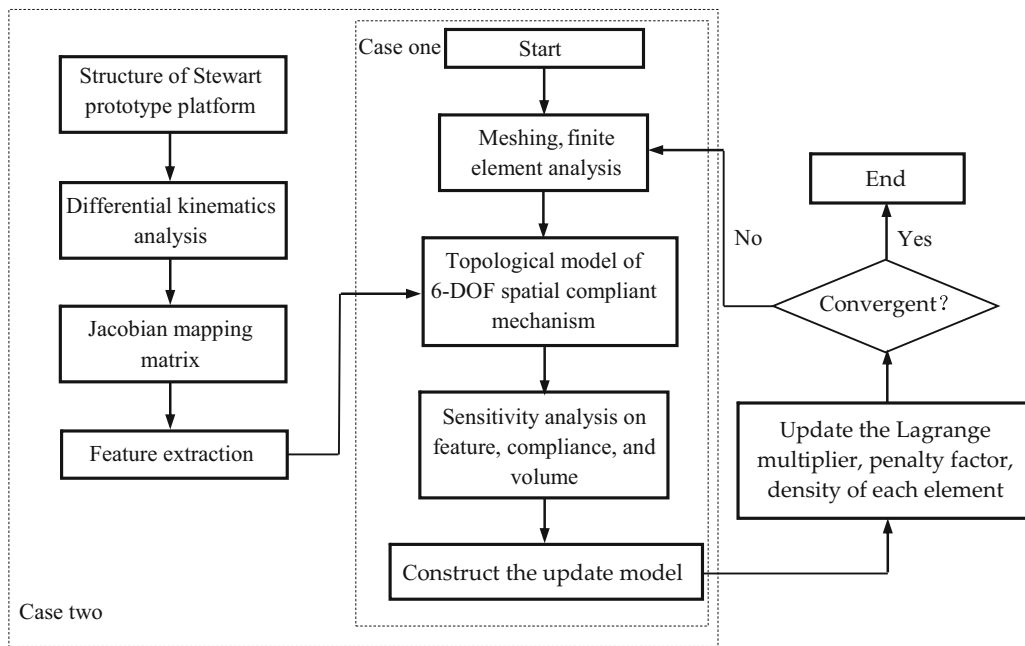 Structure of Stewart
prototype platform
Differential kinematics
analysis
Jacobian mapping
matrix
Feature extraction
Case two
Case one
Start
Meshing, finite
element analysis
Topological model of
6-DOF spatial compliant
mechanism
Sensitivity analysis on
feature, compliance, and
volume
Construct the update model
Update the Lagrange
multiplier, penalty factor,
density of each element
Convergent?
No
Yes
End